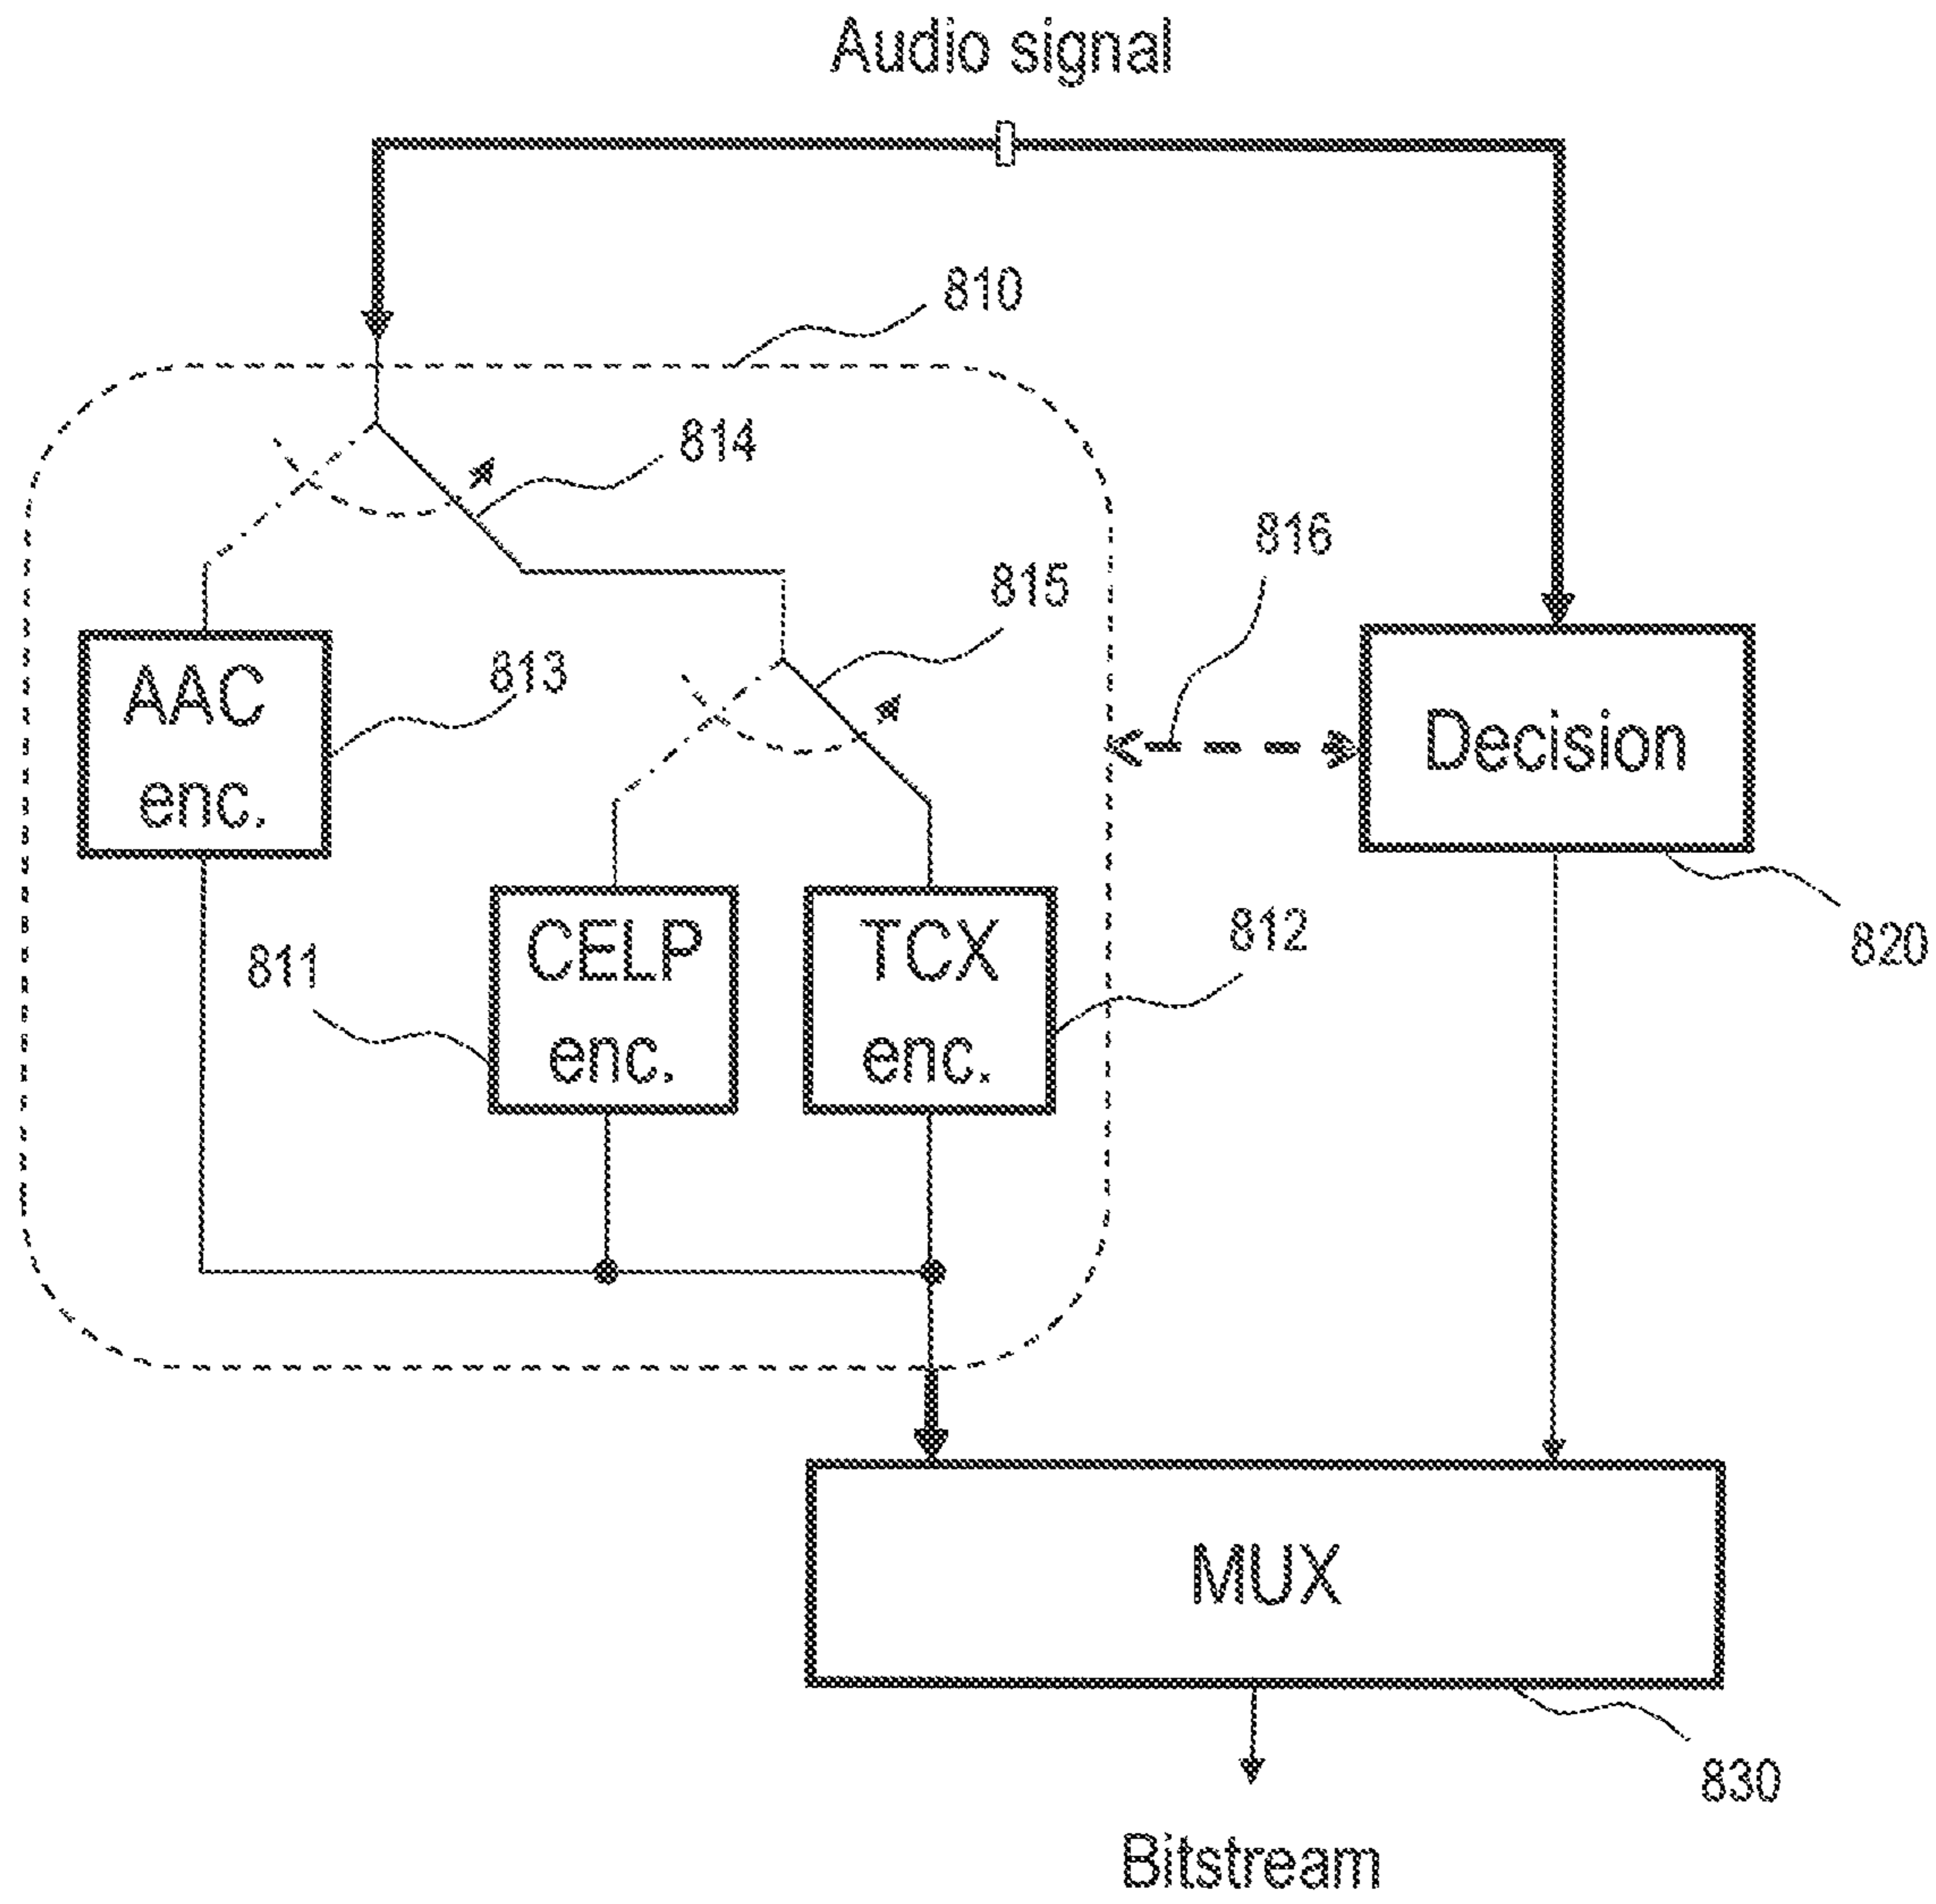 Audio signal
810
814
816
815
AAC
enc.
813
Decision
CELP
enc.
TCX
enc.
811
812
820
MUX
830
Bitstream